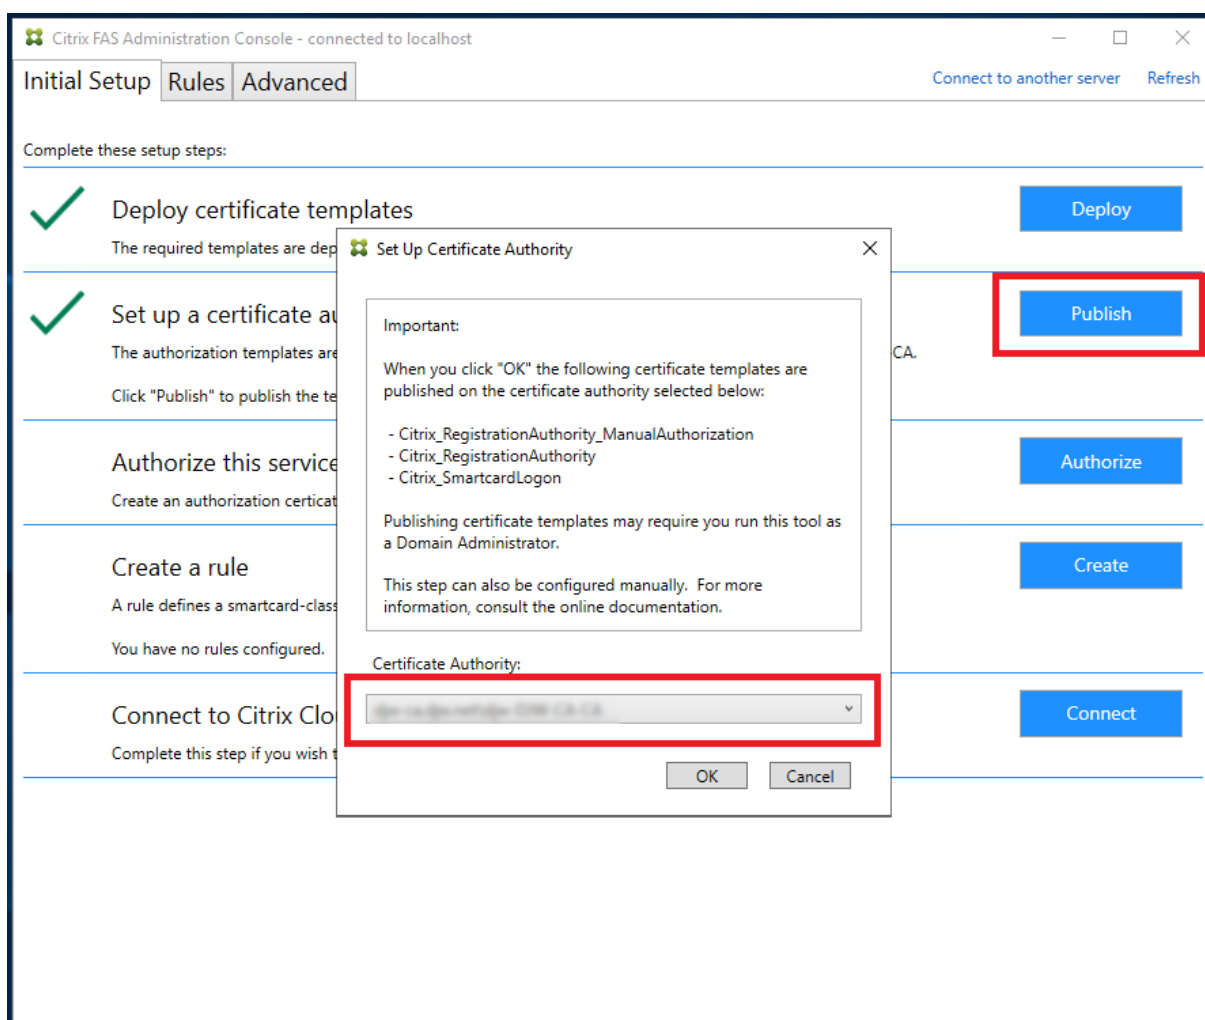 Citrix FAS Administration Console - connected to localhost
Initial Setup
Rules
Advanced
Connect to another server
Refresh
Complete these setup steps:
Deploy certificate templates
Deploy
The required templates are dep
Set up a certificate au
Publish
The authorization templates are
CA.
Click "Publish" to publish the te
Authorize this service
Authorize
Create an authorization certicat
Create a rule
Create
A rule defines a smartcard-class
You have no rules configured.
Connect to Citrix Clo
Connect
Complete this step if you wish t
Set Up Certificate Authority
Important:
When you click "OK" the following certificate templates are
published on the certificate authority selected below:
- Citrix_RegistrationAuthority_ManualAuthorization
- Citrix_RegistrationAuthority
- Citrix_SmartcardLogon
Publishing certificate templates may require you run this tool as
a Domain Administrator.
This step can also be configured manually. For more
information, consult the online documentation.
Certificate Authority:
OK
Cancel